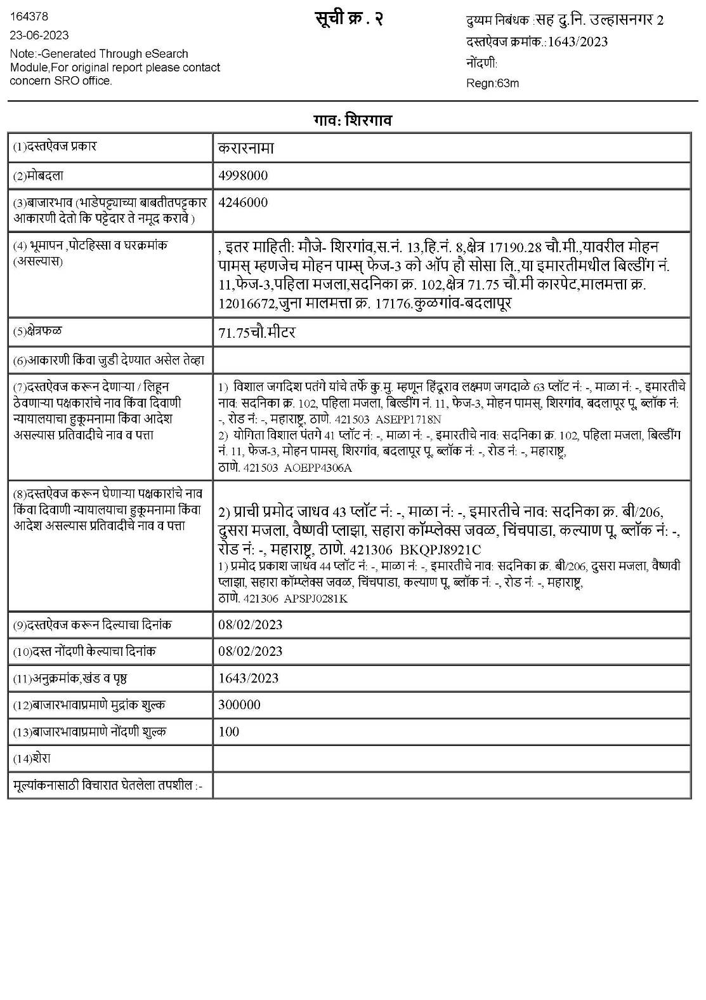 164378
23-06-2023
Note:-Generated Through eSearch
Module,For original report please contact
concern SRO office.
सूची क्र . २
दुय्यम निबंधक :सह दु.नि. उल्हासनगर 2
दस्तऐवज क्रमांक.:1643/2023
नोंदणी:
Regn:63m
गाव: शिरगाव
(1)दस्तऐवज प्रकार
करारनामा
(2)मोबदला
4998000
(3)बाजारभाव (भाडेपट्ट्याच्या बाबतीतपट्टकार
आकारणी देतो कि पट्टेदार ते नमूद करावे )
4246000
(4) भूमापन ,पोटहिस्सा व घरक्रमांक
(असल्यास)
, इतर माहिती: मौजे- शिरगांव,स.नं. 13,हि.नं. 8,क्षेत्र 17190.28 चौ.मी.,यावरील मोहन
पामस् म्हणजेच मोहन पाम्स् फेज-3 को ऑप हौ सोसा लि.,या इमारतीमधील बिल्डींग नं.
11,फेज-3,पहिला मजला,सदनिका क्र. 102,क्षेत्र 71.75 चौ.मी कारपेट,मालमत्ता क्र.
12016672,जुना मालमत्ता क्र. 17176.कुळगांव-बदलापूर
(5)क्षेत्रफळ
71.75चौ.मीटर
(6)आकारणी किंवा जुडी देण्यात असेल तेव्हा
(7)दस्तऐवज करून देणाऱ्या / लिहून
ठेवणाऱ्या पक्षकारांचे नाव किंवा दिवाणी
न्यायालयाचा हुकूमनामा किंवा आदेश
असल्यास प्रतिवादीचे नाव व पत्ता
1) विशाल जगदिश पतंगे यांचे तर्फे कु.मु. म्हणून हिंदूराव लक्ष्मण जगदाळे 63 प्लॉट नं: -, माळा नं: -, इमारतीचे
नाव: सदनिका क्र. 102, पहिला मजला, बिल्डींग नं. 11, फेज-3, मोहन पामस्, शिरगांव, बदलापूर पू, ब्लॉक नं:
-, रोड नं: -, महाराष्ट्र, ठाणे. 421503 ASEPP1718N
2) योगिता विशाल पंतगे 41 प्लॉट नं: -, माळा नं: -, इमारतीचे नाव: सदनिका क्र. 102, पहिला मजला, बिल्डींग
नं. 11, फेज-3, मोहन पामस्, शिरगांव, बदलापूर पू, ब्लॉक नं: -, रोड नं: -, महाराष्ट्र,
ठाणे. 421503 AOEPP4306A
(8)दस्तऐवज करून घेणाऱ्या पक्षकारांचे नाव
किंवा दिवाणी न्यायालयाचा हुकूमनामा किंवा
आदेश असल्यास प्रतिवादीचे नाव व पत्ता
2) प्राची प्रमोद जाधव 43 प्लॉट नं: -, माळा नं: -, इमारतीचे नाव: सदनिका क्र. बी/206,
दुसरा मजला, वैष्णवी प्लाझा, सहारा कॉम्प्लेक्स जवळ, चिंचपाडा, कल्याण पू, ब्लॉक नं: -,
रोड नं: -, महाराष्ट्र, ठाणे. 421306 BKQPJ8921C
1) प्रमोद प्रकाश जाधव 44 प्लॉट नं: -, माळा नं: -, इमारतीचे नाव: सदनिका क्र. बी/206, दुसरा मजला, वैष्णवी
प्लाझा, सहारा कॉम्प्लेक्स जवळ, चिंचपाडा, कल्याण पू, ब्लॉक नं: -, रोड नं: -, महाराष्ट्र,
ठाणे. 421306 APSPJ0281K
(9)दस्तऐवज करून दिल्याचा दिनांक
08/02/2023
(10)दस्त नोंदणी केल्याचा दिनांक
08/02/2023
(11)अनुक्रमांक,खंड व पृष्ठ
1643/2023
(12)बाजारभावाप्रमाणे मुद्रांक शुल्क
300000
(13)बाजारभावाप्रमाणे नोंदणी शुल्क
100
(14)शेरा
मूल्यांकनासाठी विचारात घेतलेला तपशील :-